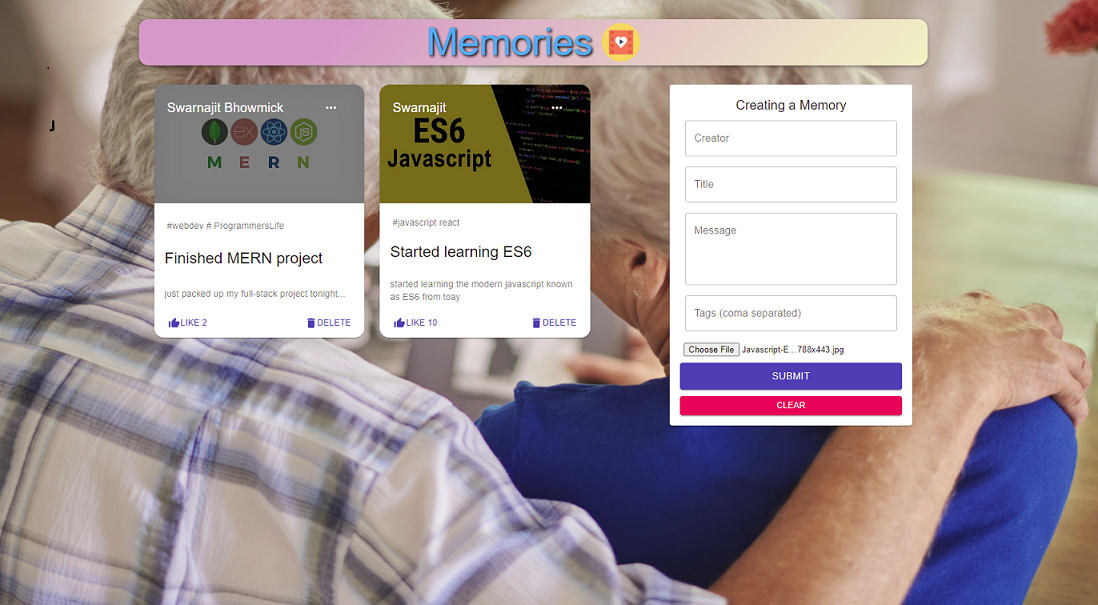 Memories
Swarnajit Bhowmick
ex
JS
M E R N
#webdev # ProgrammersLife
Finished MERN project
just packed up my full-stack project tonight...
LIKE 2
DELETE
Swarnajit
ES6
Javascript
#javascript react
Started learning ES6
started learning the modern javascript known
as ES6 from toay
LIKE 10
DELETE
Creating a Memory
Creator
Title
Message
Tags (coma separated)
Choose File Javascript-E...788x443.jpg
SUBMIT
CLEAR
J